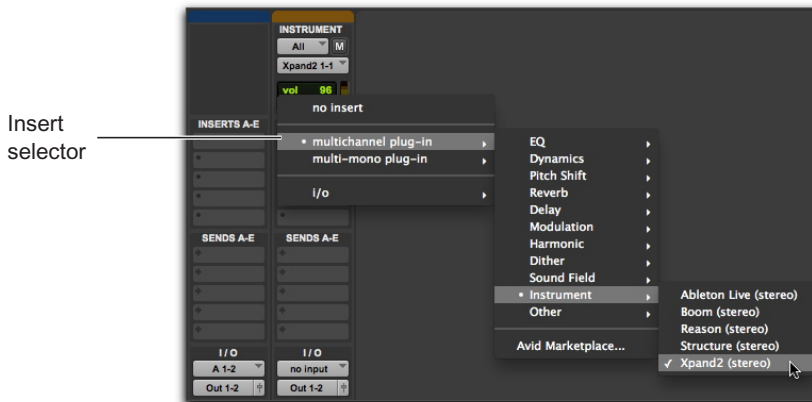 INSTRUMENT
All M
Xpand2 1-1
vol 96
no insert
Insert selector
INSERTS A-E
• multichannel plug-in
multi-mono plug-in
i/o
EQ
Dynamics
Pitch Shift
Reverb
Delay
Modulation
Harmonic
Dither
Sound Field
• Instrument
Other
Avid Marketplace...
Ableton Live (stereo)
Boom (stereo)
Reason (stereo)
Structure (stereo)
✓ Xpand2 (stereo)
SENDS A-E
SENDS A-E
I/O
I/O
A 1-2
no input
Out 1-2
Out 1-2